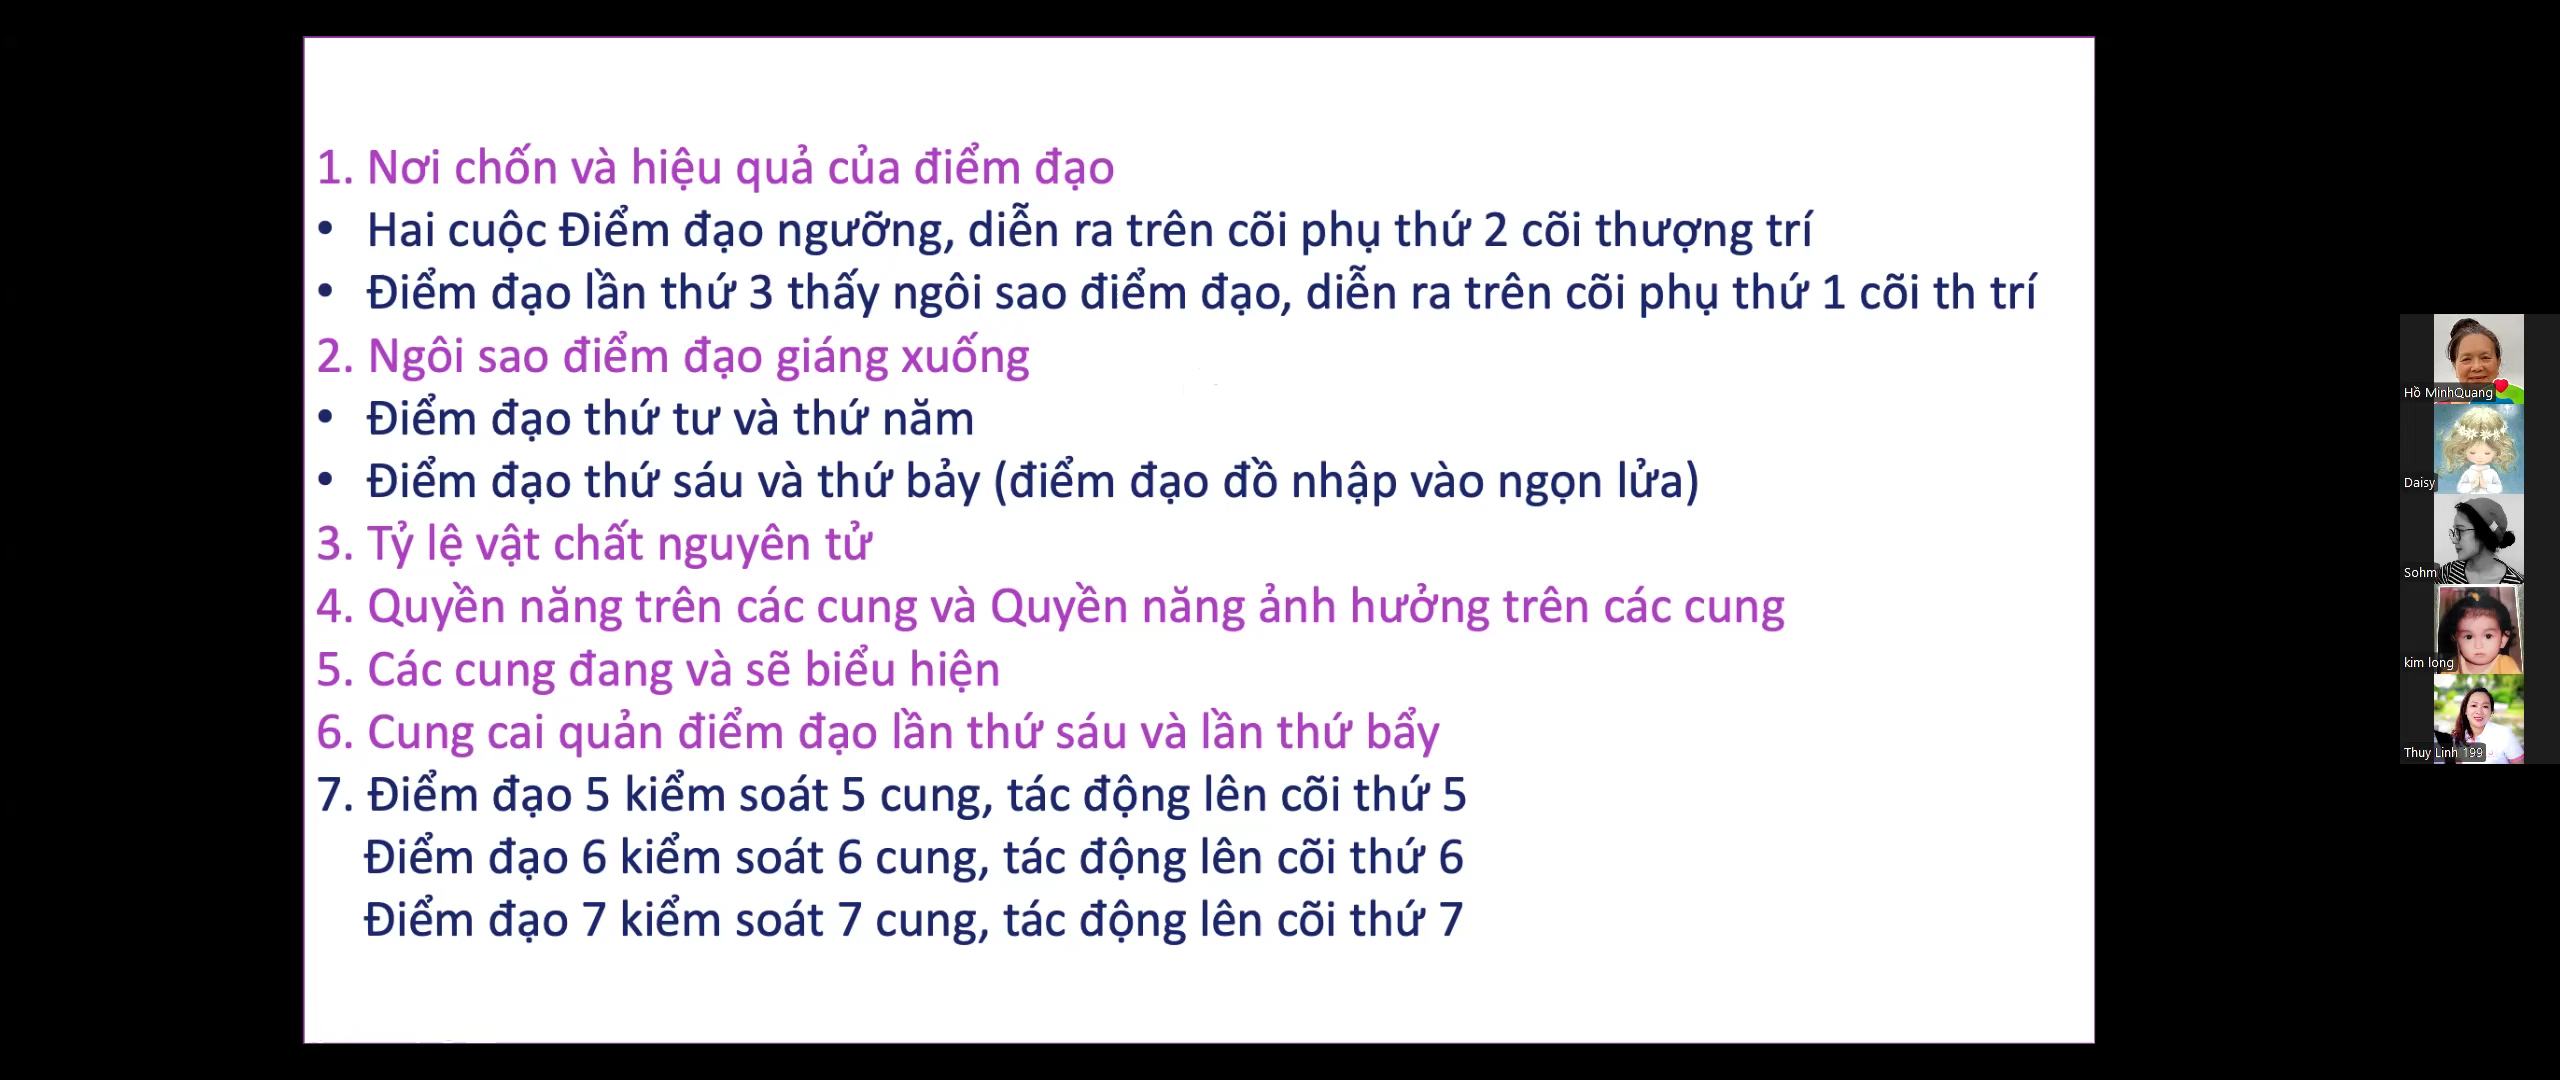 1. Nơi chốn và hiệu quả của điểm đạo
• Hai cuộc Điểm đạo ngưỡng, diễn ra trên cõi phụ thứ 2 cõi thượng trí
• Điểm đạo lần thứ 3 thấy ngôi sao điểm đạo, diễn ra trên cõi phụ thứ 1 cõi th trí
2. Ngôi sao điểm đạo giáng xuống
• Điểm đạo thứ tư và thứ năm
• Điểm đạo thứ sáu và thứ bảy (điểm đạo đồ nhập vào ngọn lửa)
3. Tỷ lệ vật chất nguyên tử
4. Quyền năng trên các cung và Quyền năng ảnh hưởng trên các cung
5. Các cung đang và sẽ biểu hiện
6. Cung cai quản điểm đạo lần thứ sáu và lần thứ bẩy
7. Điểm đạo 5 kiểm soát 5 cung, tác động lên cõi thứ 5
Điểm đạo 6 kiểm soát 6 cung, tác động lên cõi thứ 6
Điểm đạo 7 kiểm soát 7 cung, tác động lên cõi thứ 7
Hồ MinhQuang
Daisy
Sohm
kim long
Thuy Linh 199